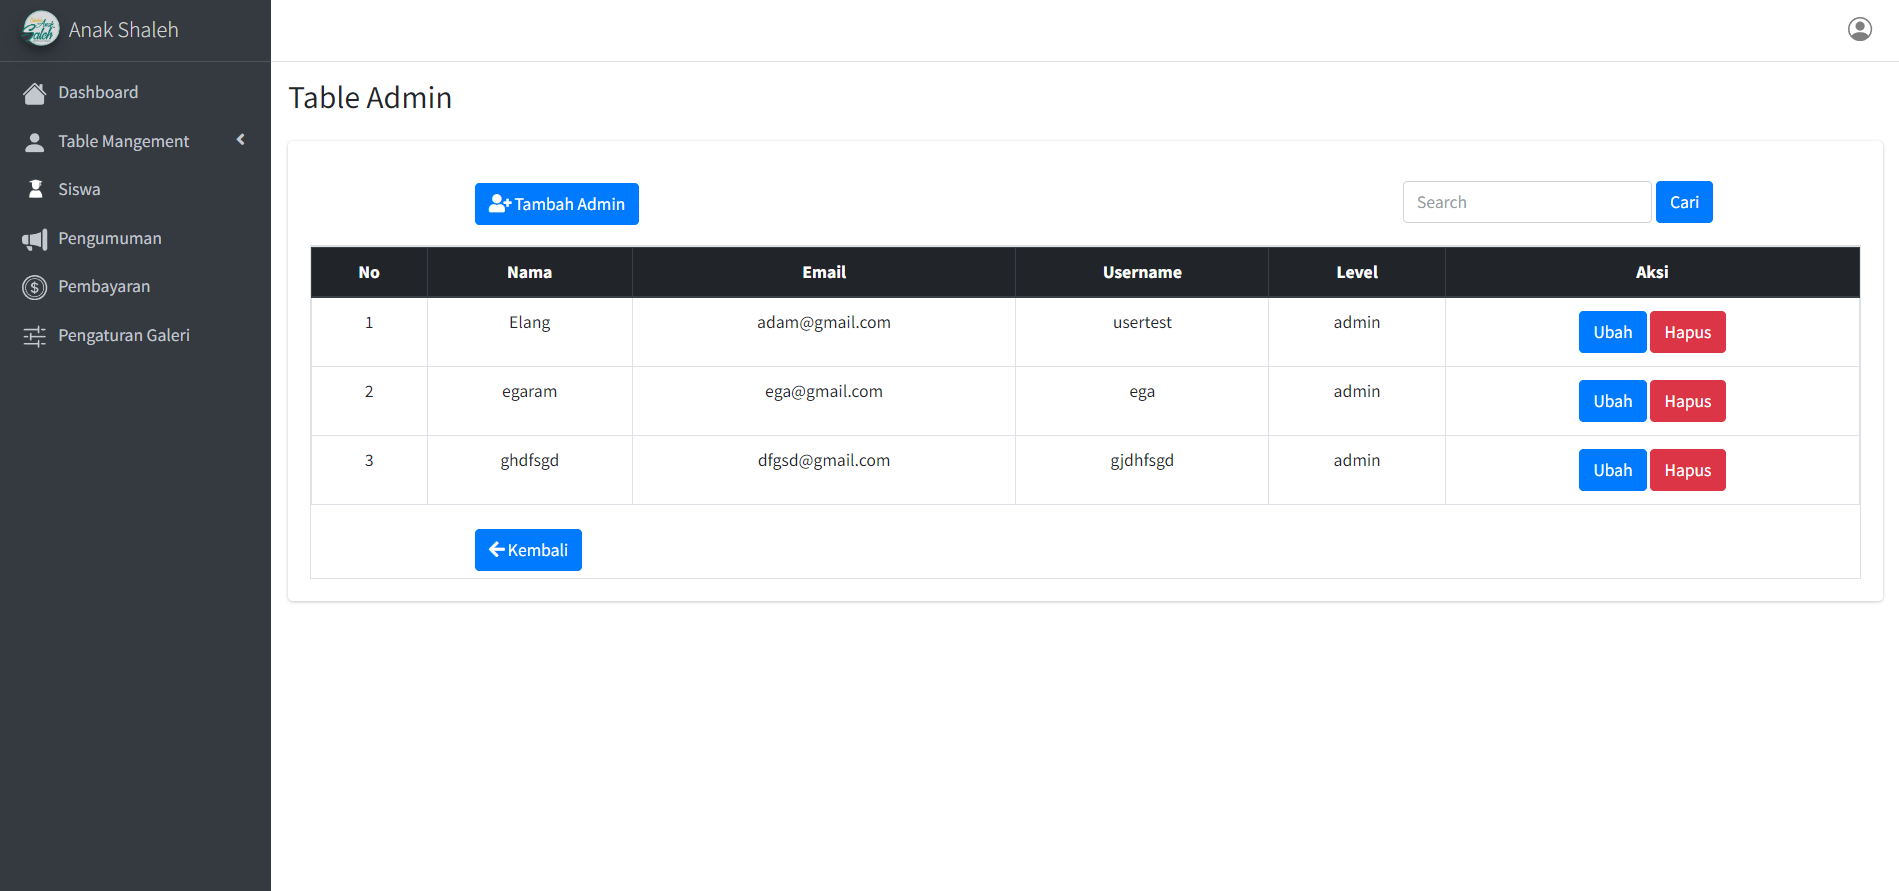 Anak Shaleh
Dashboard
Table Mangement
Siswa
Pengumuman
Pembayaran
Pengaturan Galeri
Table Admin
Tambah Admin
Search Cari
No Nama Email Username Level Aksi
1 Elang adam@gmail.com usertest admin Ubah Hapus
2 egaram ega@gmail.com ega admin Ubah Hapus
3 ghdfsgd dfgsd@gmail.com gjdhfsgd admin Ubah Hapus
Kembali